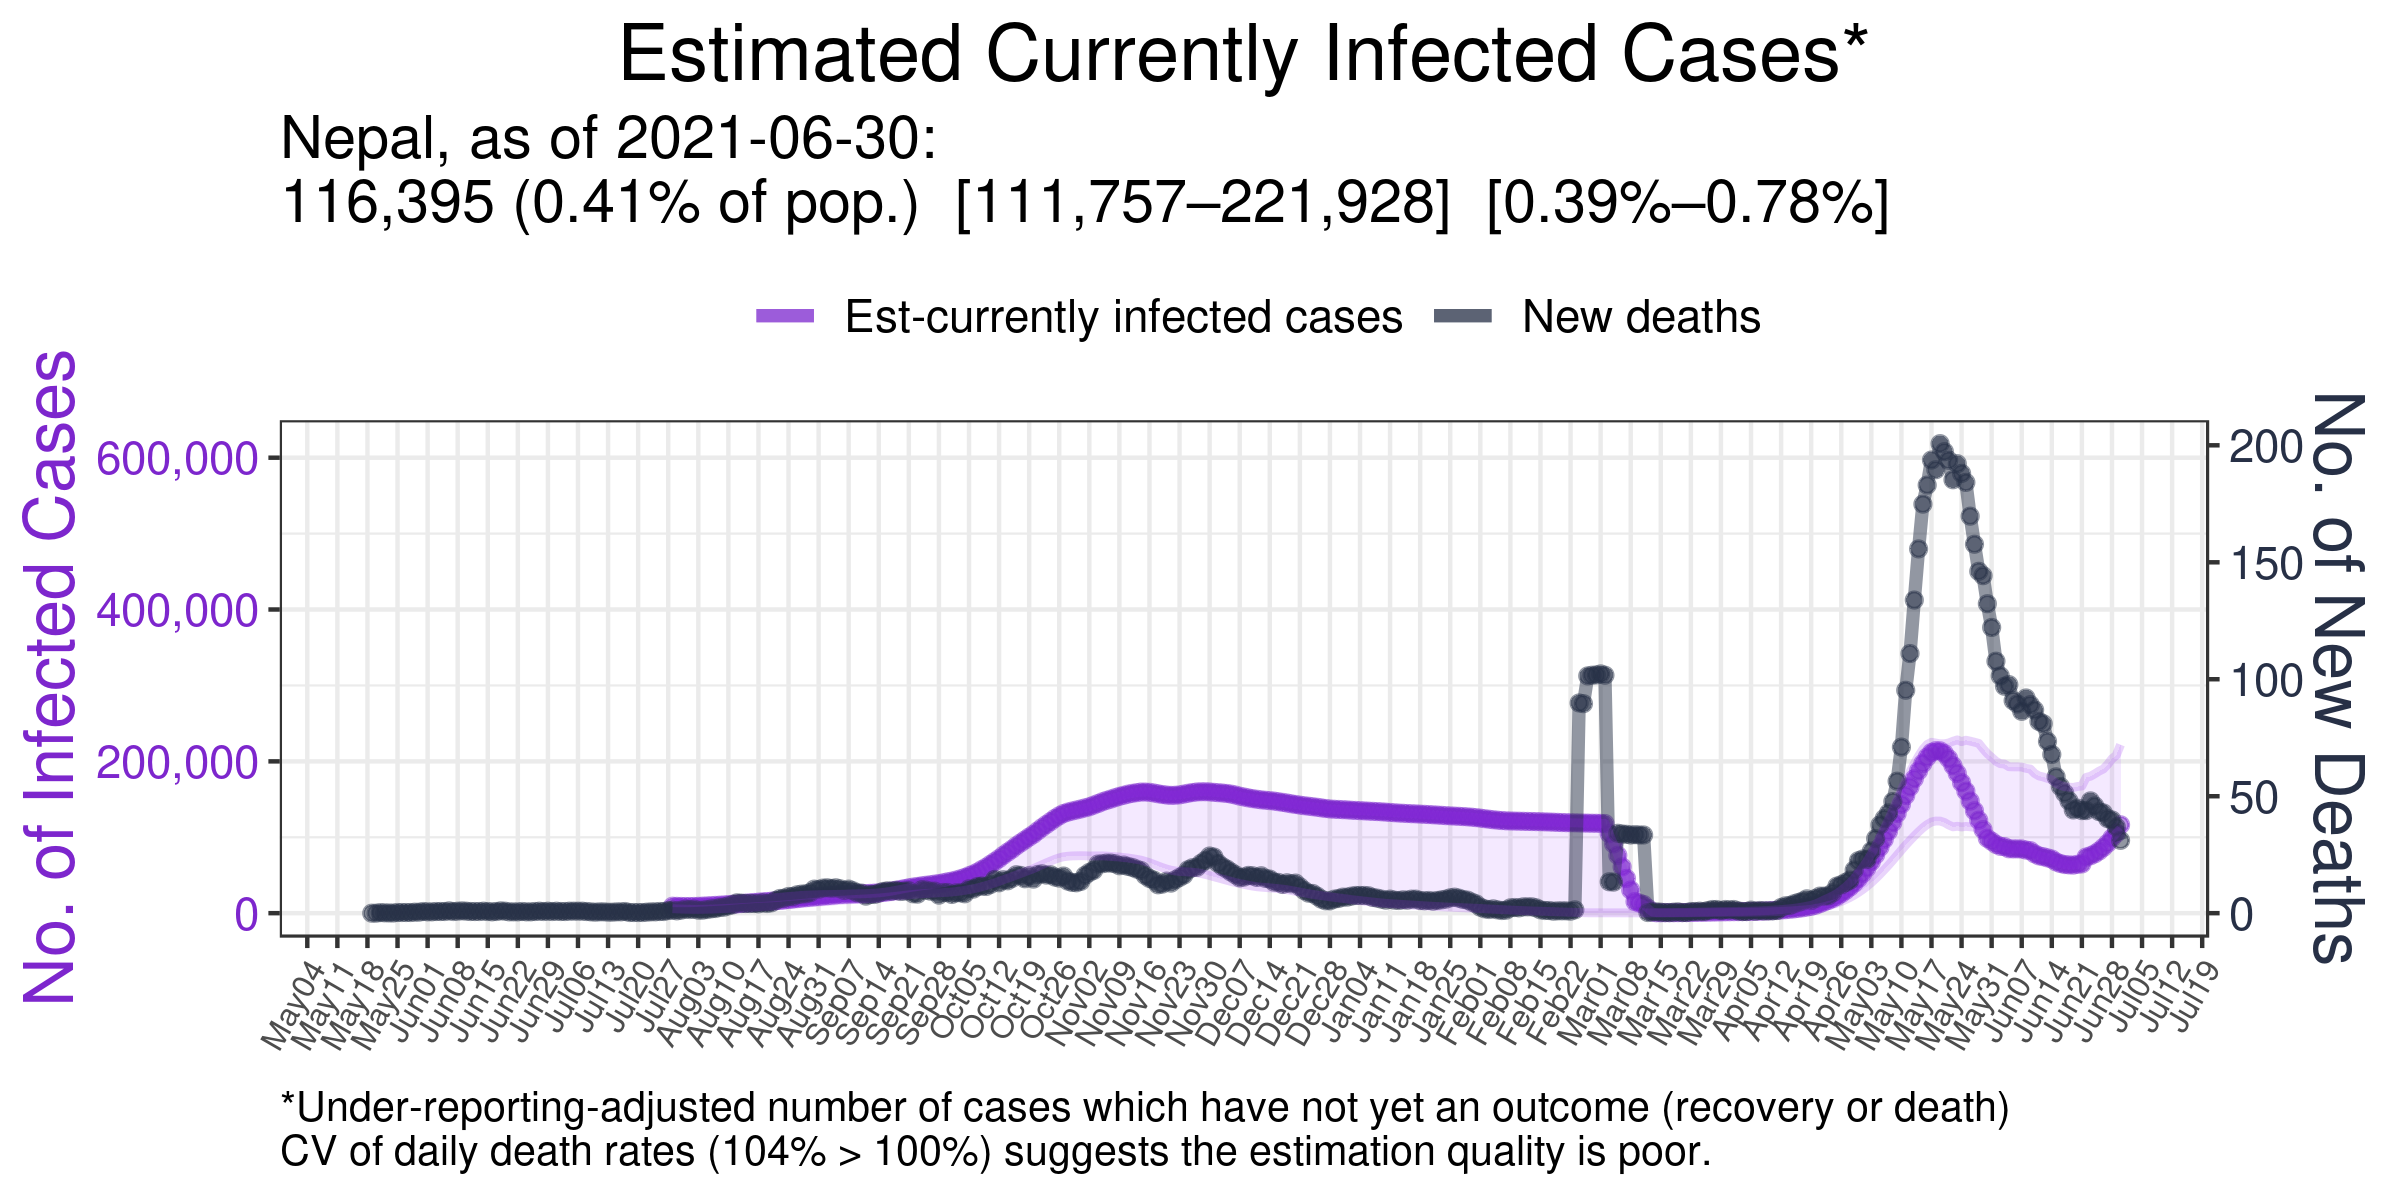 Estimated Currently Infected Cases*
Nepal, as of 2021-06-30:
116,395 (0.41% of pop.) [111,757–221,928] [0.39%–0.78%]
Est-currently infected cases
New deaths
No. of Infected Cases
600,000
400,000
200,000
0
200
150
100
50
0
No. of New Deaths
May04
May11
May18
May25
Jun01
Jun08
Jun15
Jun22
Jun29
Jul06
Jul13
Jul20
Jul27
Aug03
Aug10
Aug17
Aug24
Aug31
Sep07
Sep14
Sep21
Sep28
Oct05
Oct12
Oct19
Oct26
Nov02
Nov09
Nov16
Nov23
Nov30
Dec07
Dec14
Dec21
Dec28
Jan04
Jan11
Jan18
Jan25
Feb01
Feb08
Feb15
Feb22
Mar01
Mar08
Mar15
Mar22
Mar29
Apr05
Apr12
Apr19
Apr26
May03
May10
May17
May24
May31
Jun07
Jun14
Jun21
Jun28
Jul05
Jul12
Jul19
*Under-reporting-adjusted number of cases which have not yet an outcome (recovery or death)
CV of daily death rates (104% > 100%) suggests the estimation quality is poor.